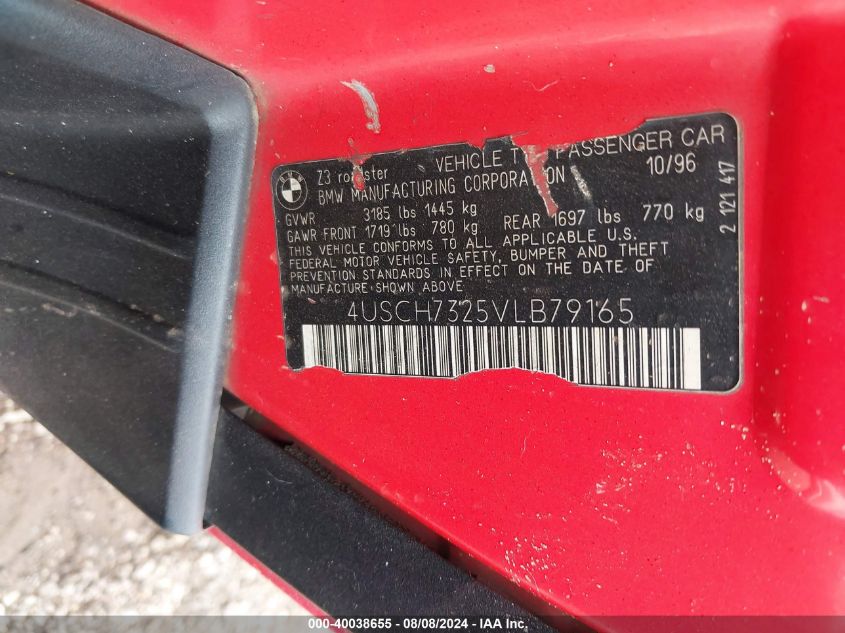 Z3 roadster VEHICLE TYPE PASSENGER CAR
BMW MANUFACTURING CORPORATION 10/96
GVWR 3185 lbs 1445 kg
GAWR FRONT 1719 lbs 780 kg REAR 1697 lbs 770 kg
THIS VEHICLE CONFORMS TO ALL APPLICABLE U.S.
FEDERAL MOTOR VEHICLE SAFETY, BUMPER AND THEFT
PREVENTION STANDARDS IN EFFECT ON THE DATE OF
MANUFACTURE SHOWN ABOVE
4USCH7325VLB79165
2 121 417
000-40038655 - 08/08/2024 - IAA Inc.